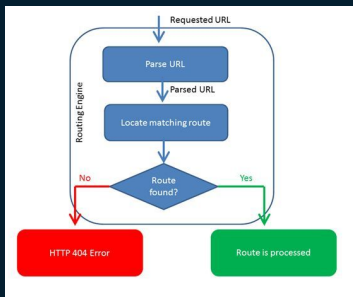 Requested URL
Parse URL
Parsed URL
Routing Engine
Locate matching route
Route
found?
No
Yes
HTTP 404 Error
Route is processed